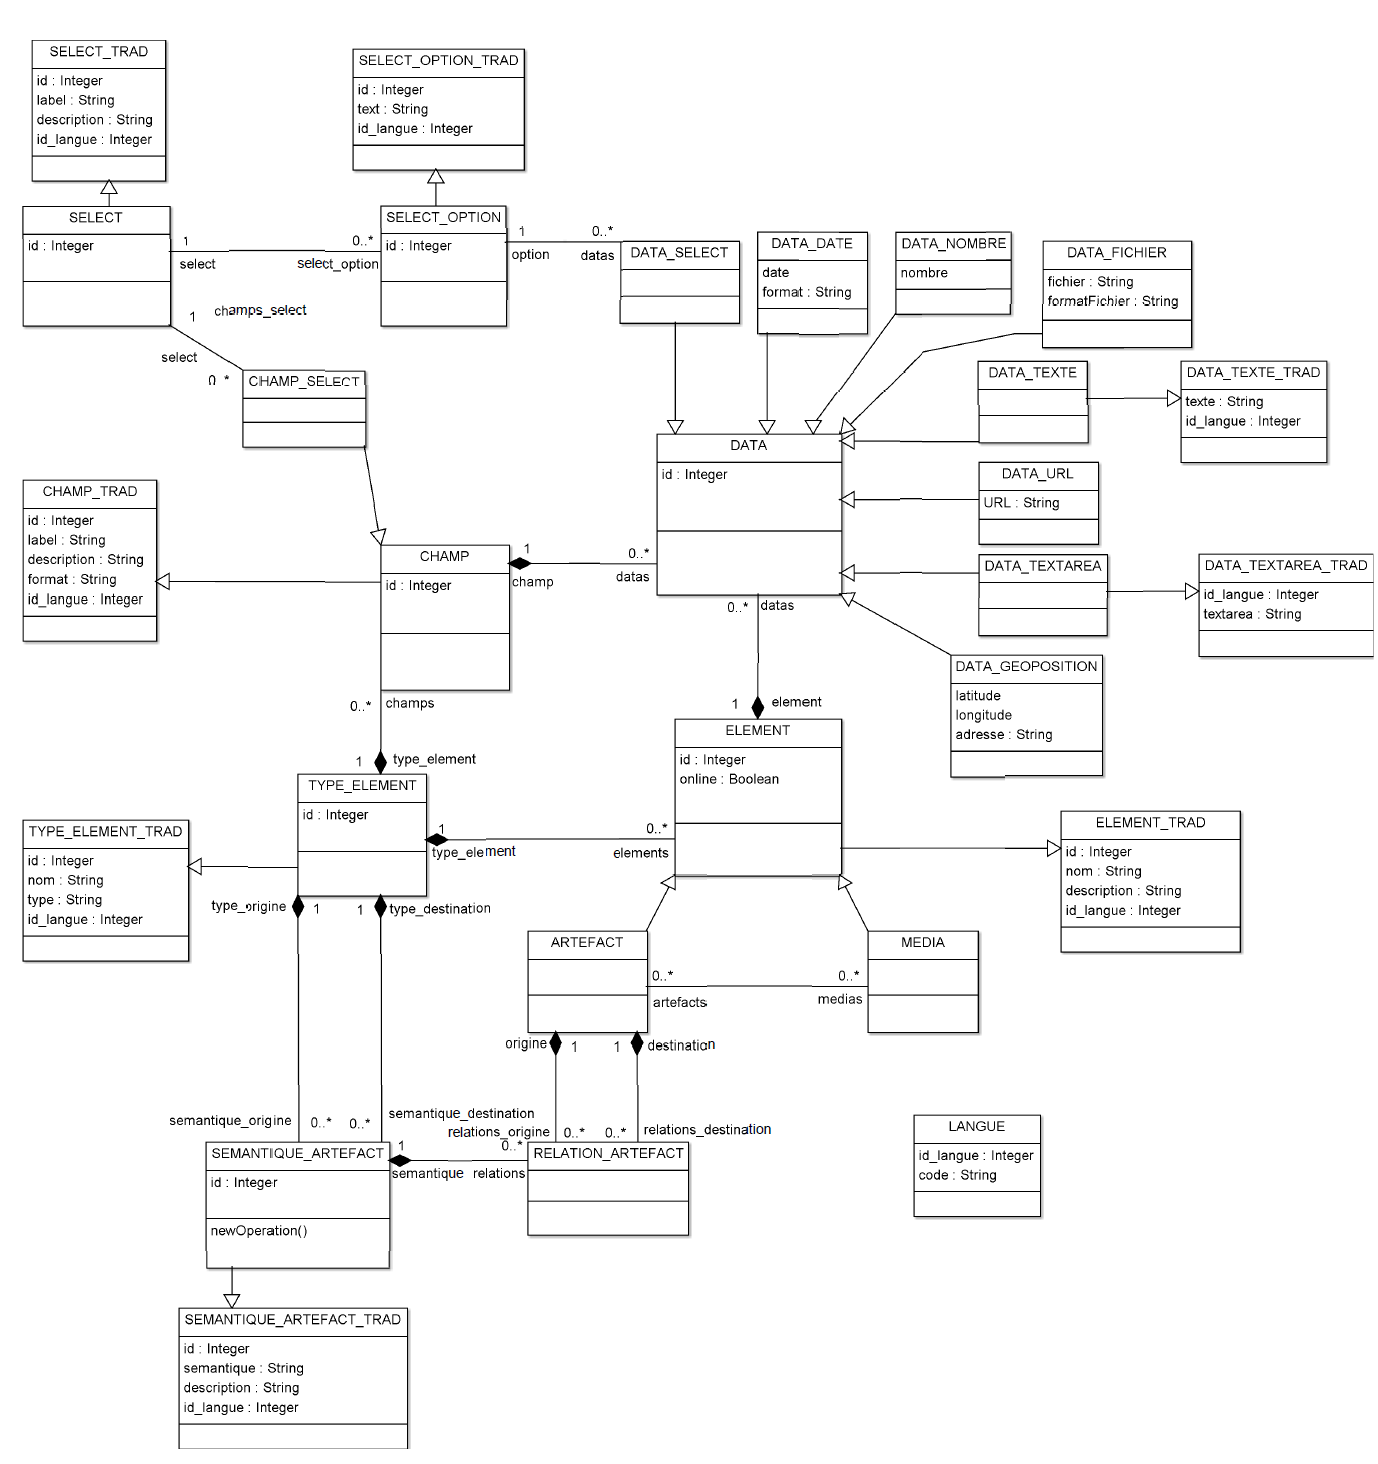 SELECT_TRAD
id : Integer
label : String
description : String
id_langue : Integer
SELECT_OPTION_TRAD
id : Integer
text : String
id_langue : Integer
SELECT
id : Integer
1
select
0..*
select_option
SELECT_OPTION
id : Integer
1
option
0..*
datas
DATA_SELECT
DATA_DATE
date
format : String
DATA_NOMBRE
nombre
DATA_FICHIER
fichier : String
formatFichier : String
1
champs_select
select
0 *
CHAMP_SELECT
DATA_TEXTE
DATA_TEXTE_TRAD
texte : String
id_langue : Integer
DATA
id : Integer
DATA_URL
URL : String
CHAMP_TRAD
id : Integer
label : String
description : String
format : String
id_langue : Integer
CHAMP
id : Integer
1
champ
0..*
datas
DATA_TEXTAREA
DATA_TEXTAREA_TRAD
id_langue : Integer
textarea : String
0..*
datas
DATA_GEOPOSITION
latitude
longitude
adresse : String
0..*
champs
1
element
1
type_element
ELEMENT
id : Integer
online : Boolean
TYPE_ELEMENT
id : Integer
1
type_element
0..*
elements
TYPE_ELEMENT_TRAD
id : Integer
nom : String
type : String
id_langue : Integer
ELEMENT_TRAD
id : Integer
nom : String
description : String
id_langue : Integer
type_origine
1
1
type_destination
ARTEFACT
MEDIA
0..*
artefacts
0..*
medias
origine
1
1
destination
semantique_origine
0..*
0..*
semantique_destination
relations_origine
0..*
0..*
relations_destination
SEMANTIQUE_ARTEFACT
id : Integer
newOperation()
1
semantique
0..*
relations
RELATION_ARTEFACT
LANGUE
id_langue : Integer
code : String
SEMANTIQUE_ARTEFACT_TRAD
id : Integer
semantique : String
description : String
id_langue : Integer